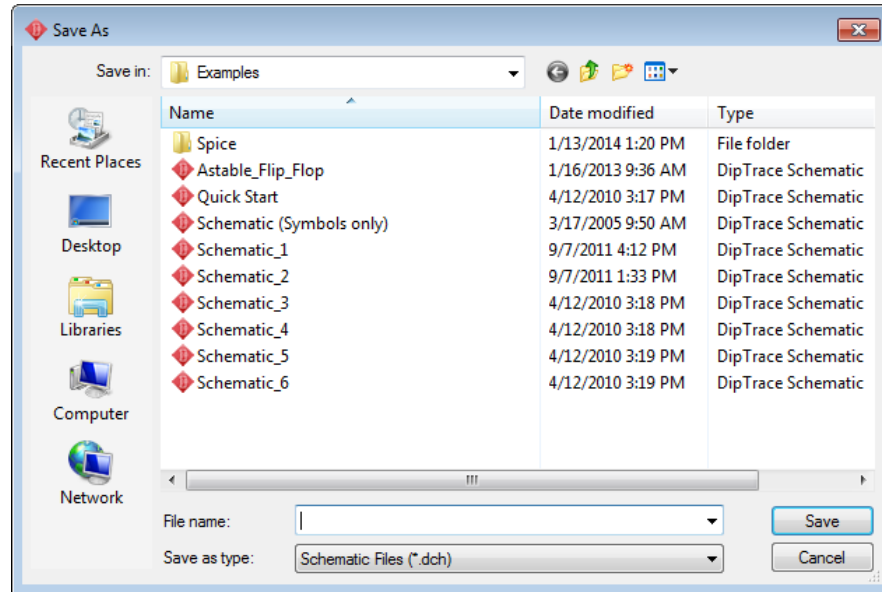 Save As
Save in: Examples
Name Date modified Type
Spice 1/13/2014 1:20 PM File folder
Astable_Flip_Flop 1/16/2013 9:36 AM DipTrace Schematic
Quick Start 4/12/2010 3:17 PM DipTrace Schematic
Schematic (Symbols only) 3/17/2005 9:50 AM DipTrace Schematic
Schematic_1 9/7/2011 4:12 PM DipTrace Schematic
Schematic_2 9/7/2011 1:33 PM DipTrace Schematic
Schematic_3 4/12/2010 3:18 PM DipTrace Schematic
Schematic_4 4/12/2010 3:18 PM DipTrace Schematic
Schematic_5 4/12/2010 3:19 PM DipTrace Schematic
Schematic_6 4/12/2010 3:19 PM DipTrace Schematic
Recent Places
Desktop
Libraries
Computer
Network
File name: Save
Save as type: Schematic Files (*.dch) Cancel